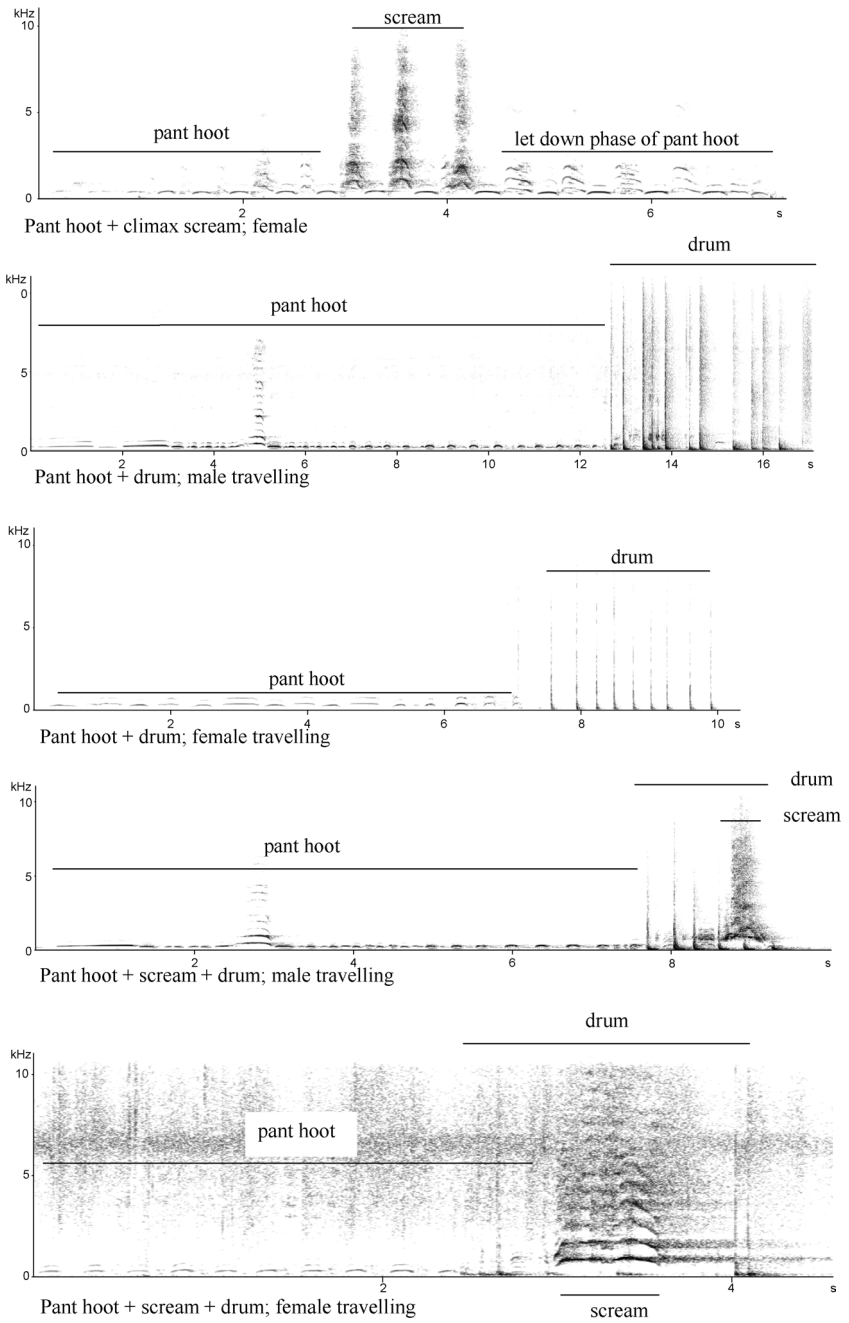 kHz
scream
10
5
pant hoot
let down phase of pant hoot
0
2 4 6 s
Pant hoot + climax scream; female
drum
kHz
0
pant hoot
5
0
2 4 6 8 10 12 14 16 s
Pant hoot + drum; male travelling
kHz
10
drum
5
pant hoot
0
2 4 6 8 10 s
Pant hoot + drum; female travelling
kHz
drum
10
scream
pant hoot
5
0
2 4 6 8 s
Pant hoot + scream + drum; male travelling
drum
kHz
10
pant hoot
5
0
2 4 s
Pant hoot + scream + drum; female travelling
scream